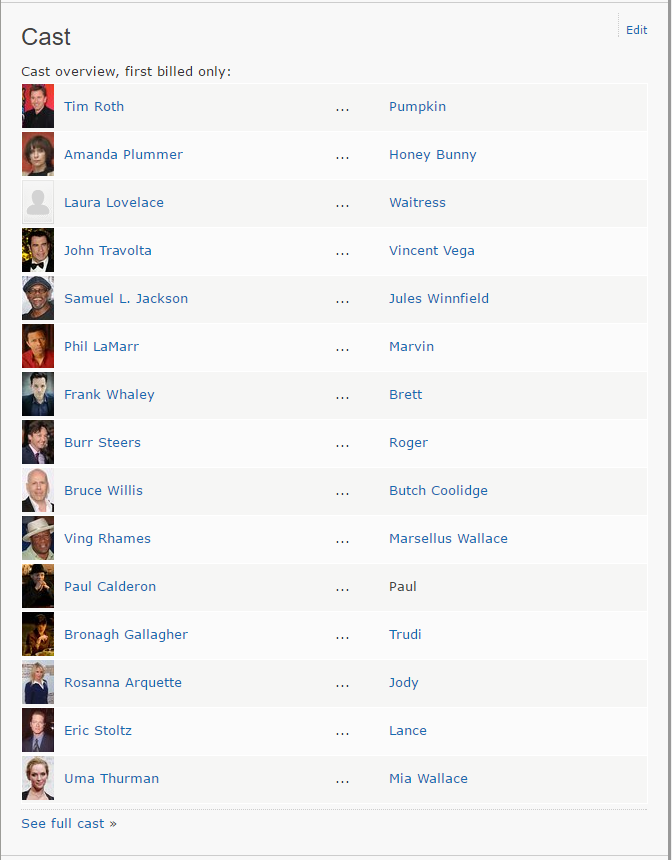 Cast
Edit
Cast overview, first billed only:
Tim Roth ... Pumpkin
Amanda Plummer ... Honey Bunny
Laura Lovelace ... Waitress
John Travolta ... Vincent Vega
Samuel L. Jackson ... Jules Winnfield
Phil LaMarr ... Marvin
Frank Whaley ... Brett
Burr Steers ... Roger
Bruce Willis ... Butch Coolidge
Ving Rhames ... Marsellus Wallace
Paul Calderon ... Paul
Bronagh Gallagher ... Trudi
Rosanna Arquette ... Jody
Eric Stoltz ... Lance
Uma Thurman ... Mia Wallace
See full cast »